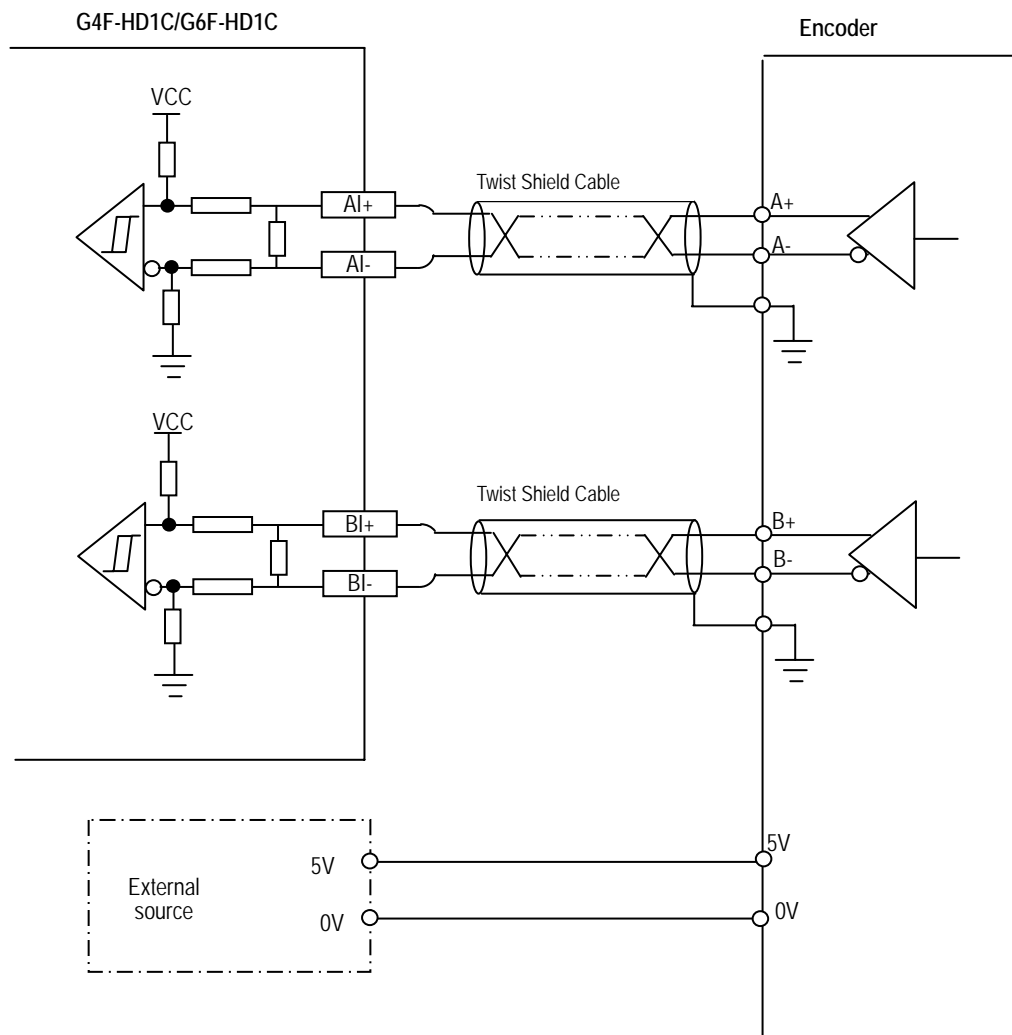 G4F-HD1C/G6F-HD1C
Encoder
VCC
Twist Shield Cable
AI+
A+
AI-
A-
VCC
Twist Shield Cable
BI+
B+
BI-
B-
5V
5V
External
source
0V
0V